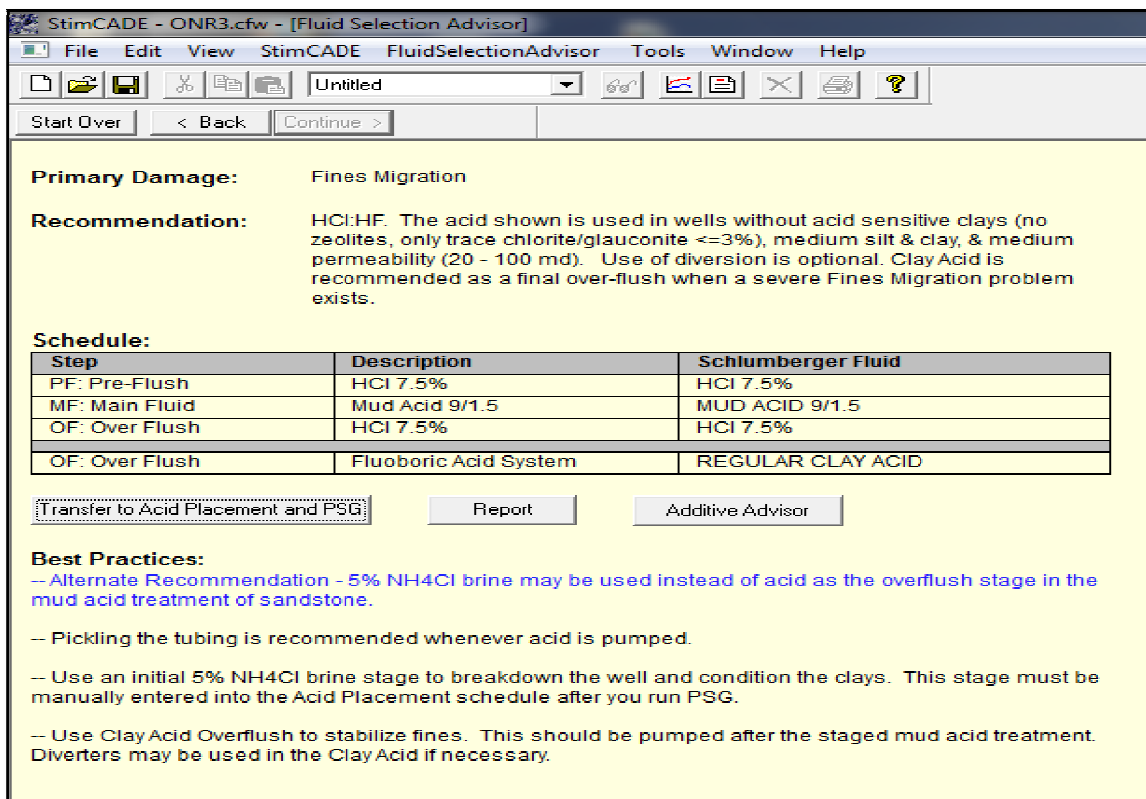 StimCADE - ONR3.cfw - [Fluid Selection Advisor]
File Edit View StimCADE FluidSelectionAdvisor Tools Window Help
Untitled
Start Over < Back Continue >
Primary Damage: Fines Migration
Recommendation: HCl:HF. The acid shown is used in wells without acid sensitive clays (no
zeolites, only trace chlorite/glauconite <=3%), medium silt & clay, & medium
permeability (20 - 100 md). Use of diversion is optional. Clay Acid is
recommended as a final over-flush when a severe Fines Migration problem
exists.
Schedule:
Step Description Schlumberger Fluid
PF: Pre-Flush HCl 7.5% HCl 7.5%
MF: Main Fluid Mud Acid 9/1.5 MUD ACID 9/1.5
OF: Over Flush HCl 7.5% HCl 7.5%
OF: Over Flush Fluoboric Acid System REGULAR CLAY ACID
Transfer to Acid Placement and PSG Report Additive Advisor
Best Practices:
-- Alternate Recommendation - 5% NH4Cl brine may be used instead of acid as the overflush stage in the
mud acid treatment of sandstone.
-- Pickling the tubing is recommended whenever acid is pumped.
-- Use an initial 5% NH4Cl brine stage to breakdown the well and condition the clays. This stage must be
manually entered into the Acid Placement schedule after you run PSG.
-- Use Clay Acid Overflush to stabilize fines. This should be pumped after the staged mud acid treatment.
Diverters may be used in the Clay Acid if necessary.